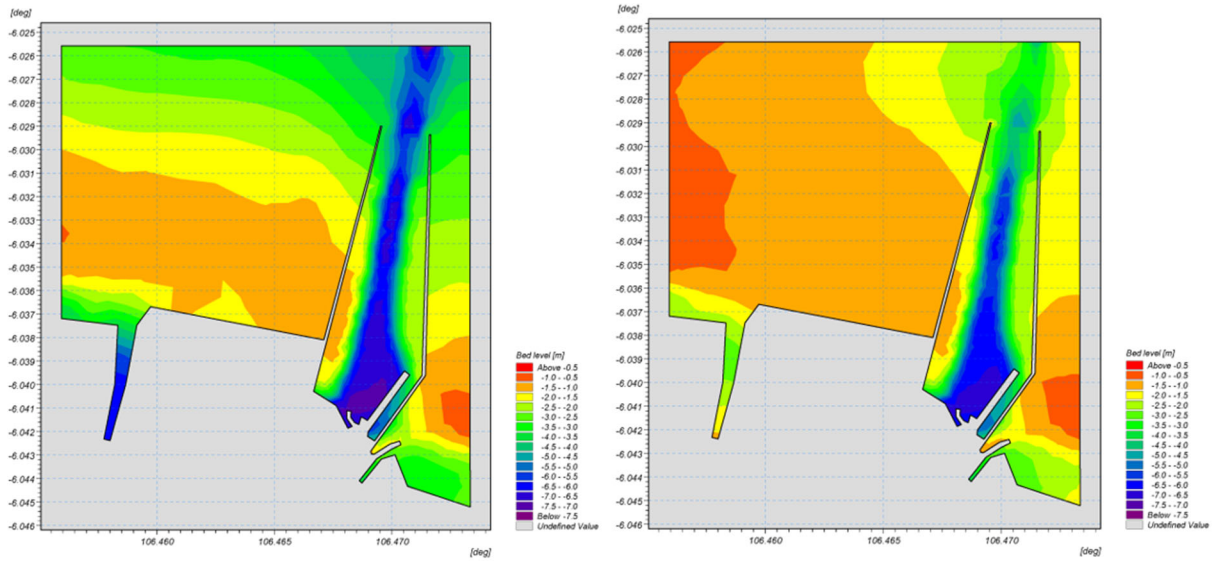 [deg]
-6.025
-6.026
-6.027
-6.028
-6.029
-6.030
-6.031
-6.032
-6.033
-6.034
-6.035
-6.036
-6.037
-6.038
-6.039
-6.040
-6.041
-6.042
-6.043
-6.044
-6.045
-6.046
106.460
106.465
106.470
[deg]
Bed level [m]
Above -0.5
-1.0 - -0.5
-1.5 - -1.0
-2.0 - -1.5
-2.5 - -2.0
-3.0 - -2.5
-3.5 - -3.0
-4.0 - -3.5
-4.5 - -4.0
-5.0 - -4.5
-5.5 - -5.0
-6.0 - -5.5
-6.5 - -6.0
-7.0 - -6.5
-7.5 - -7.0
Below -7.5
Undefined Value
[deg]
-6.025
-6.026
-6.027
-6.028
-6.029
-6.030
-6.031
-6.032
-6.033
-6.034
-6.035
-6.036
-6.037
-6.038
-6.039
-6.040
-6.041
-6.042
-6.043
-6.044
-6.045
-6.046
106.460
106.465
106.470
[deg]
Bed level [m]
Above -0.5
-1.0 - -0.5
-1.5 - -1.0
-2.0 - -1.5
-2.5 - -2.0
-3.0 - -2.5
-3.5 - -3.0
-4.0 - -3.5
-4.5 - -4.0
-5.0 - -4.5
-5.5 - -5.0
-6.0 - -5.5
-6.5 - -6.0
-7.0 - -6.5
-7.5 - -7.0
Below -7.5
Undefined Value